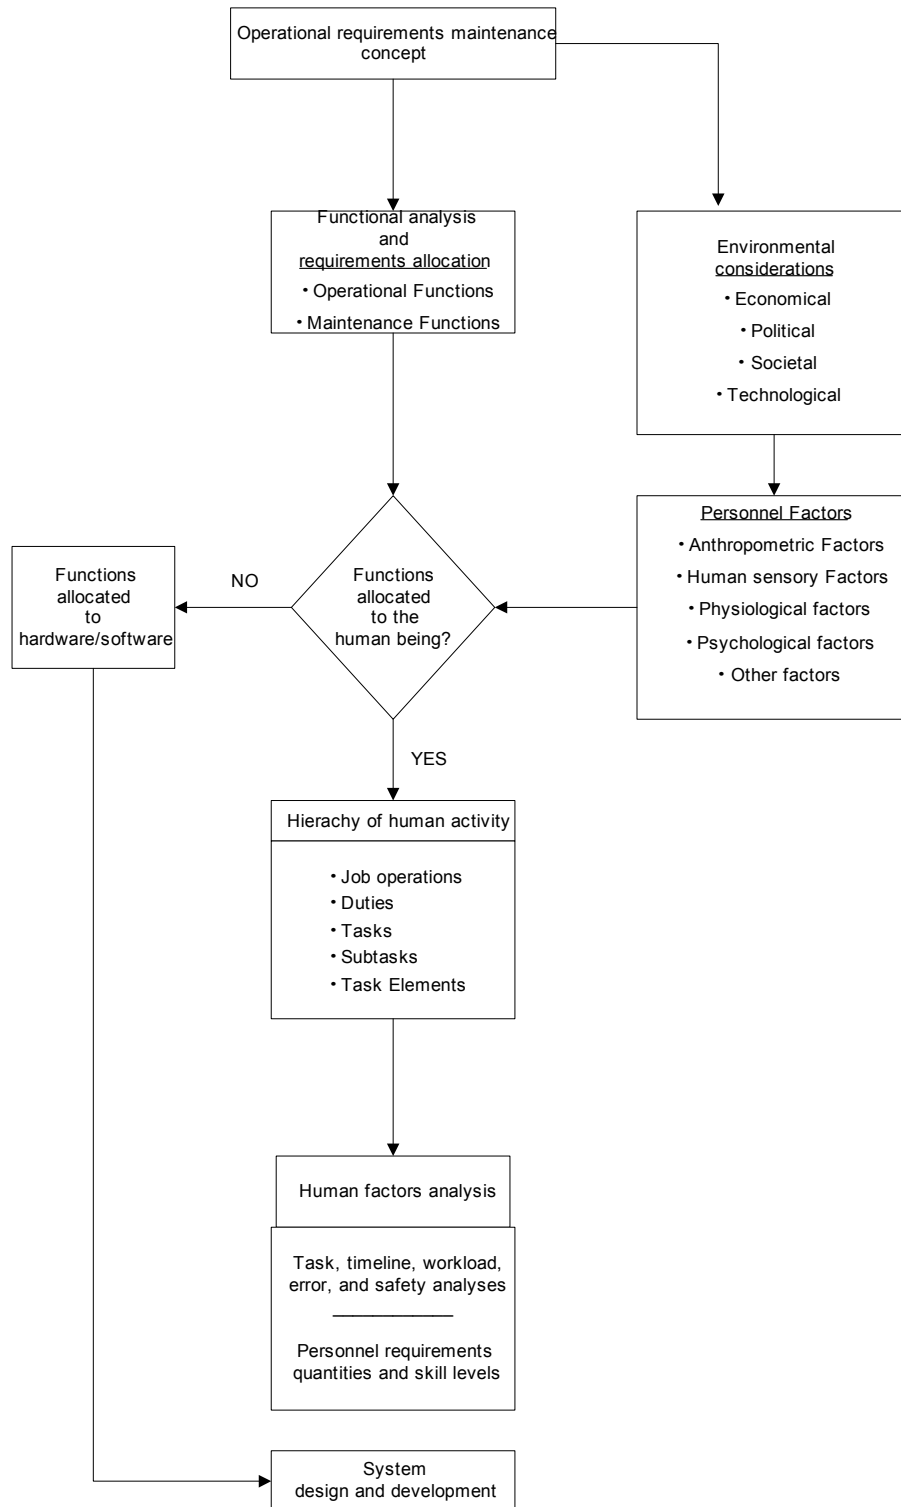 Operational requirements maintenance
concept
Functional analysis
and
requirements allocation
• Operational Functions
• Maintenance Functions
Environmental
considerations
• Economical
• Political
• Societal
• Technological
Personnel Factors
• Anthropometric Factors
• Human sensory Factors
• Physiological factors
• Psychological factors
• Other factors
Functions
allocated
to the
human being?
NO
Functions
allocated
to
hardware/software
YES
Hierachy of human activity
• Job operations
• Duties
• Tasks
• Subtasks
• Task Elements
Human factors analysis
Task, timeline, workload,
error, and safety analyses
Personnel requirements
quantities and skill levels
System
design and development